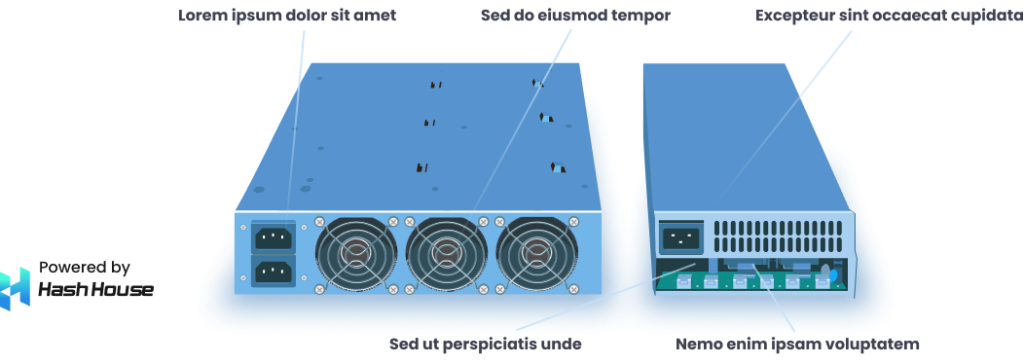 Lorem ipsum dolor sit amet
Sed do eiusmod tempor
Excepteur sint occaecat cupidata
Powered by
Hash House
Sed ut perspiciatis unde
Nemo enim ipsam voluptatem